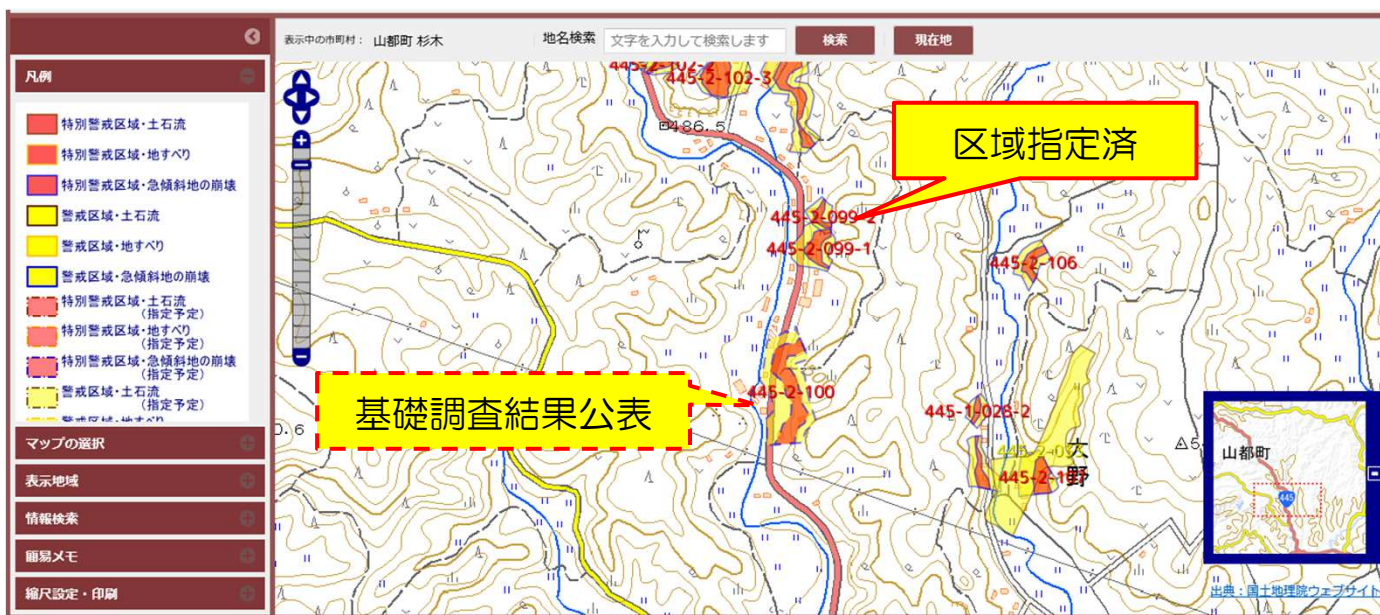 表示中の市町村： 山都町 杉木
地名検索
文字を入力して検索します
検索
現在地
凡例
特別警戒区域・土石流
特別警戒区域・地すべり
特別警戒区域・急傾斜地の崩壊
警戒区域・土石流
警戒区域・地すべり
警戒区域・急傾斜地の崩壊
特別警戒区域・土石流
（指定予定）
特別警戒区域・地すべり
（指定予定）
特別警戒区域・急傾斜地の崩壊
（指定予定）
警戒区域・土石流
（指定予定）
警戒区域・地すべり
マップの選択
表示地域
情報検索
簡易メモ
縮尺設定・印刷
445-2-102-2
445-2-102-3
486.5
区域指定済
445-2-099-2
445-2-099-1
445-2-106
基礎調査結果公表
445-2-100
445-1-028-2
大野
山都町
445
出典：国土地理院ウェブサイト